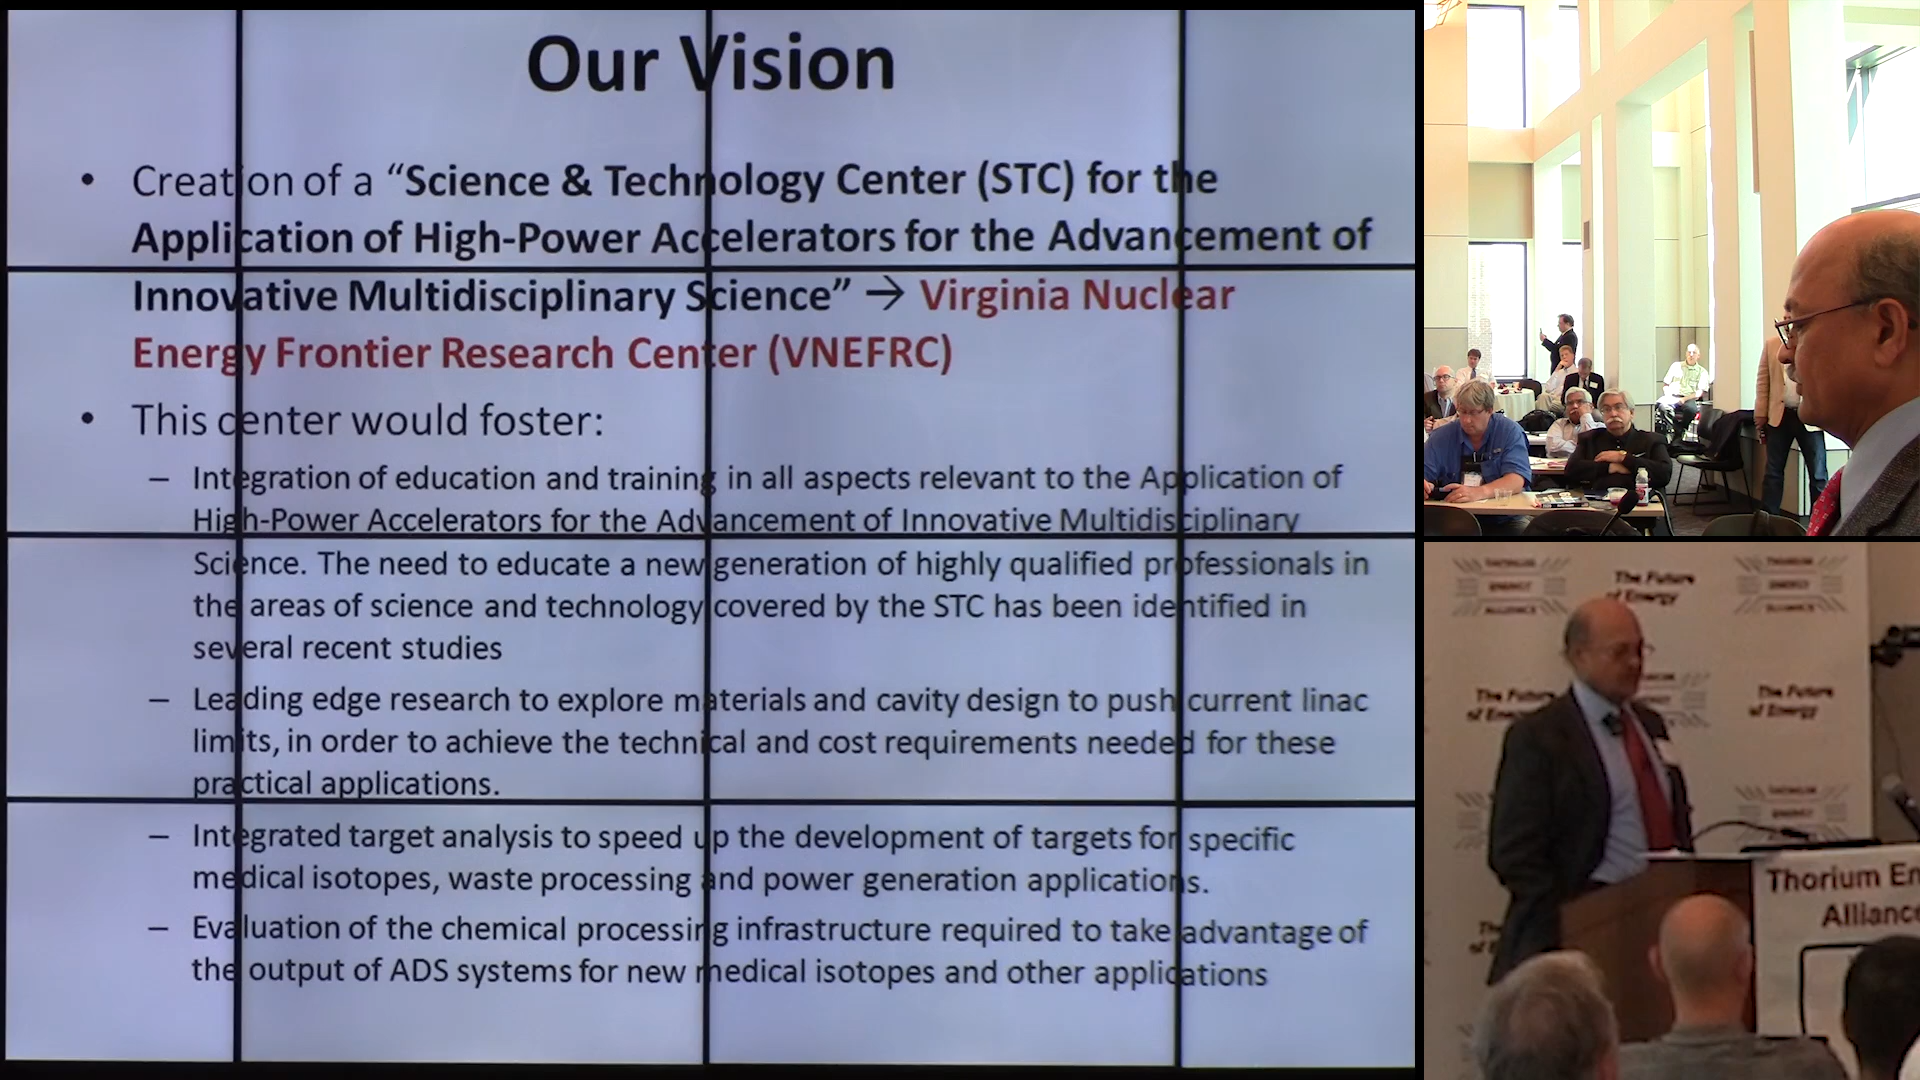 Our Vision
• Creation of a “Science & Technology Center (STC) for the
Application of High-Power Accelerators for the Advancement of
Innovative Multidisciplinary Science” → Virginia Nuclear
Energy Frontier Research Center (VNEFRC)
• This center would foster:
– Integration of education and training in all aspects relevant to the Application of
High-Power Accelerators for the Advancement of Innovative Multidisciplinary
Science. The need to educate a new generation of highly qualified professionals in
the areas of science and technology covered by the STC has been identified in
several recent studies
– Leading edge research to explore materials and cavity design to push current linac
limits, in order to achieve the technical and cost requirements needed for these
practical applications.
– Integrated target analysis to speed up the development of targets for specific
medical isotopes, waste processing and power generation applications.
– Evaluation of the chemical processing infrastructure required to take advantage of
the output of ADS systems for new medical isotopes and other applications
THORIUM
ENERGY
ALLIANCE
The Future
of Energy
THORIUM
ENERGY
ALLIANCE
The Future
of Energy
The Future
of Energy
THORIUM
ENERGY
Thorium En
Alliance